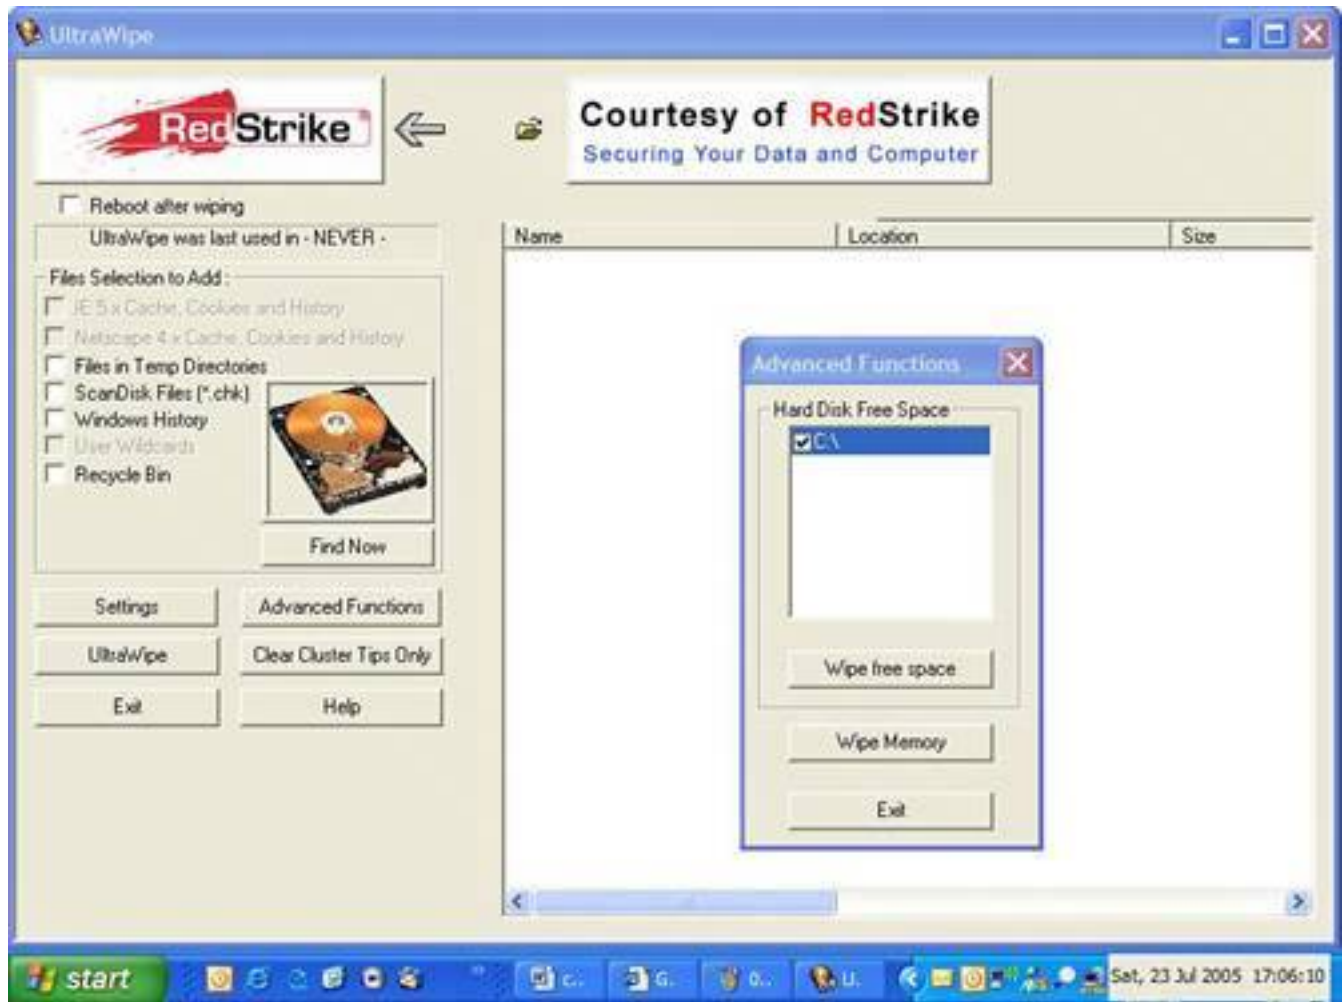 UltraWipe
RedStrike
Courtesy of RedStrike
Securing Your Data and Computer
Reboot after wiping
UltraWipe was last used in - NEVER -
Files Selection to Add :
IE 5.x Cache, Cookies and History
Netscape 4.x Cache, Cookies and History
Files in Temp Directories
ScanDisk Files (*.chk)
Windows History
User Wildcards
Recycle Bin
Find Now
Settings
Advanced Functions
UltraWipe
Clear Cluster Tips Only
Exit
Help
Name
Location
Size
Advanced Functions
Hard Disk Free Space
C:\
Wipe free space
Wipe Memory
Exit
start
c..
G.
0..
U.
Sat, 23 Jul 2005 17:06:10